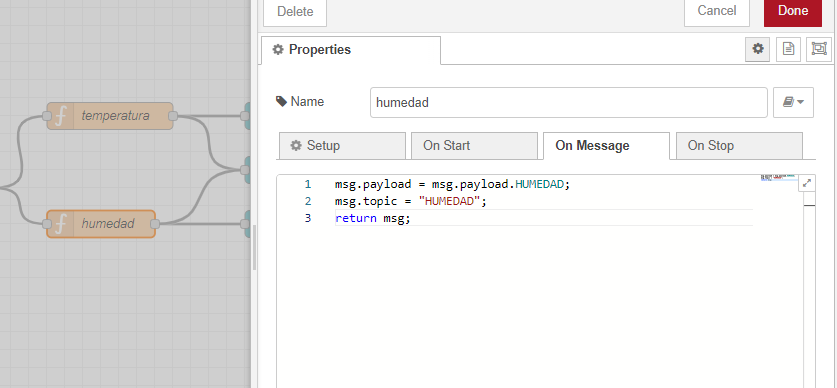 Delete
Cancel
Done
Properties
Name
humedad
Setup
On Start
On Message
On Stop
1 msg.payload = msg.payload.HUMEDAD;
2 msg.topic = "HUMEDAD";
3 return msg;
temperatura
humedad